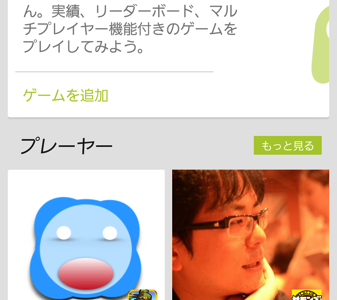 ん。実績、リーダーボード、マル
チプレイヤー機能付きのゲームを
プレイしてみよう。
ゲームを追加
プレーヤー
もっと見る